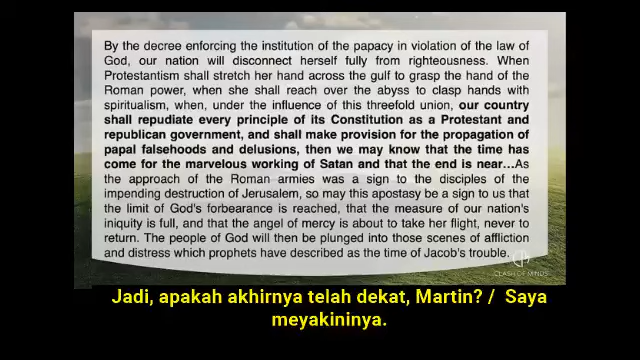 By the decree enforcing the institution of the papacy in violation of the law of
God, our nation will disconnect herself fully from righteousness. When
Protestantism shall stretch her hand across the gulf to grasp the hand of the
Roman power, when she shall reach over the abyss to clasp hands with
spiritualism, when, under the influence of this threefold union, our country
shall repudiate every principle of its Constitution as a Protestant and
republican government, and shall make provision for the propagation of
papal falsehoods and delusions, then we may know that the time has
come for the marvelous working of Satan and that the end is near...As
the approach of the Roman armies was a sign to the disciples of the
impending destruction of Jerusalem, so may this apostasy be a sign to us that
the limit of God's forbearance is reached, that the measure of our nation's
iniquity is full, and that the angel of mercy is about to take her flight, never to
return. The people of God will then be plunged into those scenes of affliction
and distress which prophets have described as the time of Jacob's trouble.
CLASH OF MINDS
Jadi, apakah akhirnya telah dekat, Martin? / Saya
meyakininya.